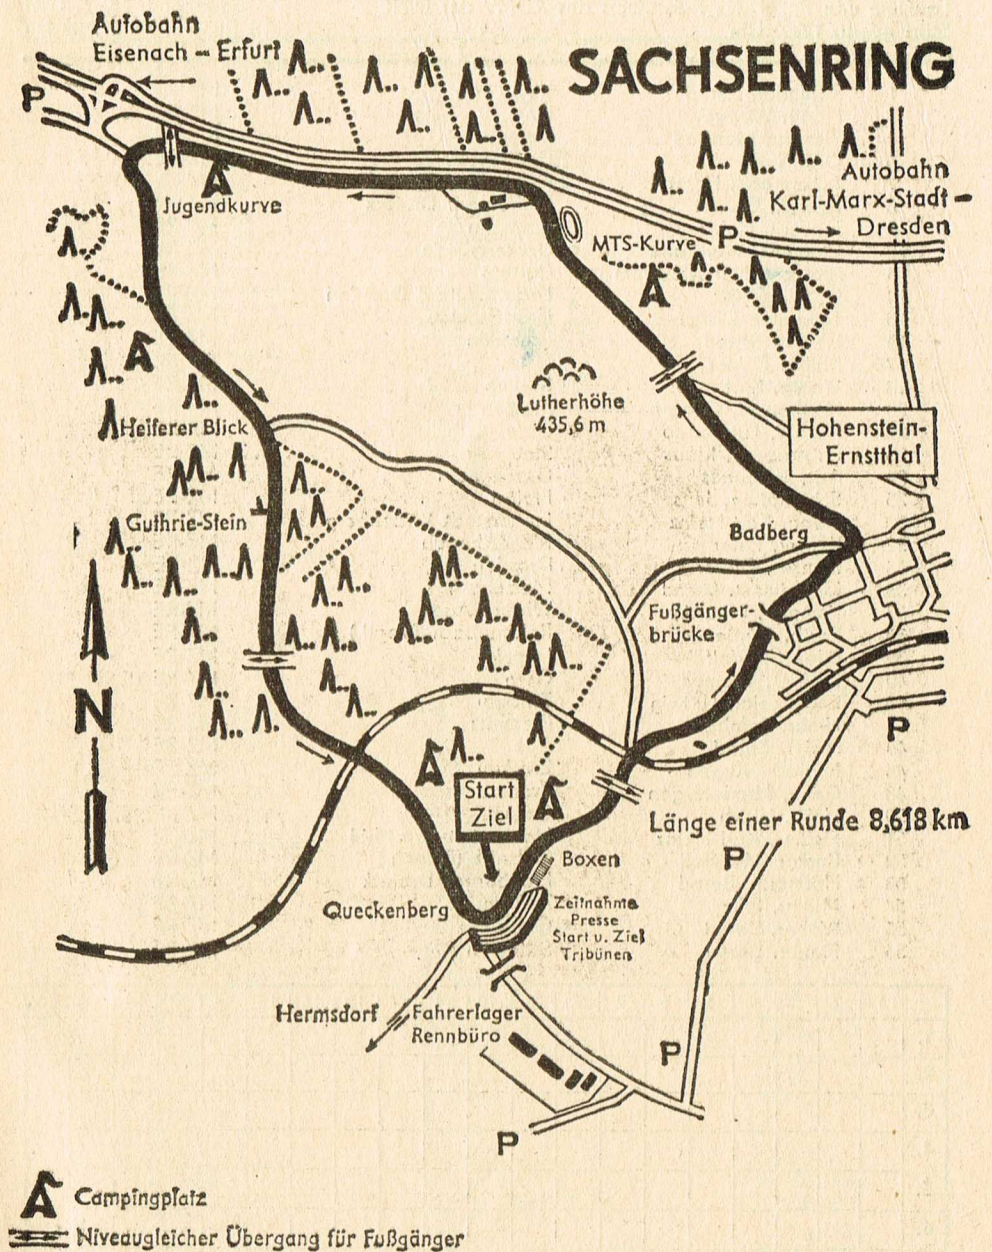 Autobahn
Eisenach - Erfurt
SACHSENRING
P
Autobahn
Karl-Marx-Stadt -
Dresden
Jugendkurve
MTS-Kurve
P
Lutherhöhe
435,6 m
Heiterer Blick
Hohenstein-
Ernstthal
Guthrie-Stein
Badberg
Fußgänger-
brücke
N
P
Start
Ziel
Länge einer Runde 8,618 km
P
Boxen
Queckenberg
Zeitnahme
Presse
Start u. Ziel
Tribünen
Hermsdorf
Fahrerlager
Rennbüro
P
P
Campingplatz
Niveaugleicher Übergang für Fußgänger